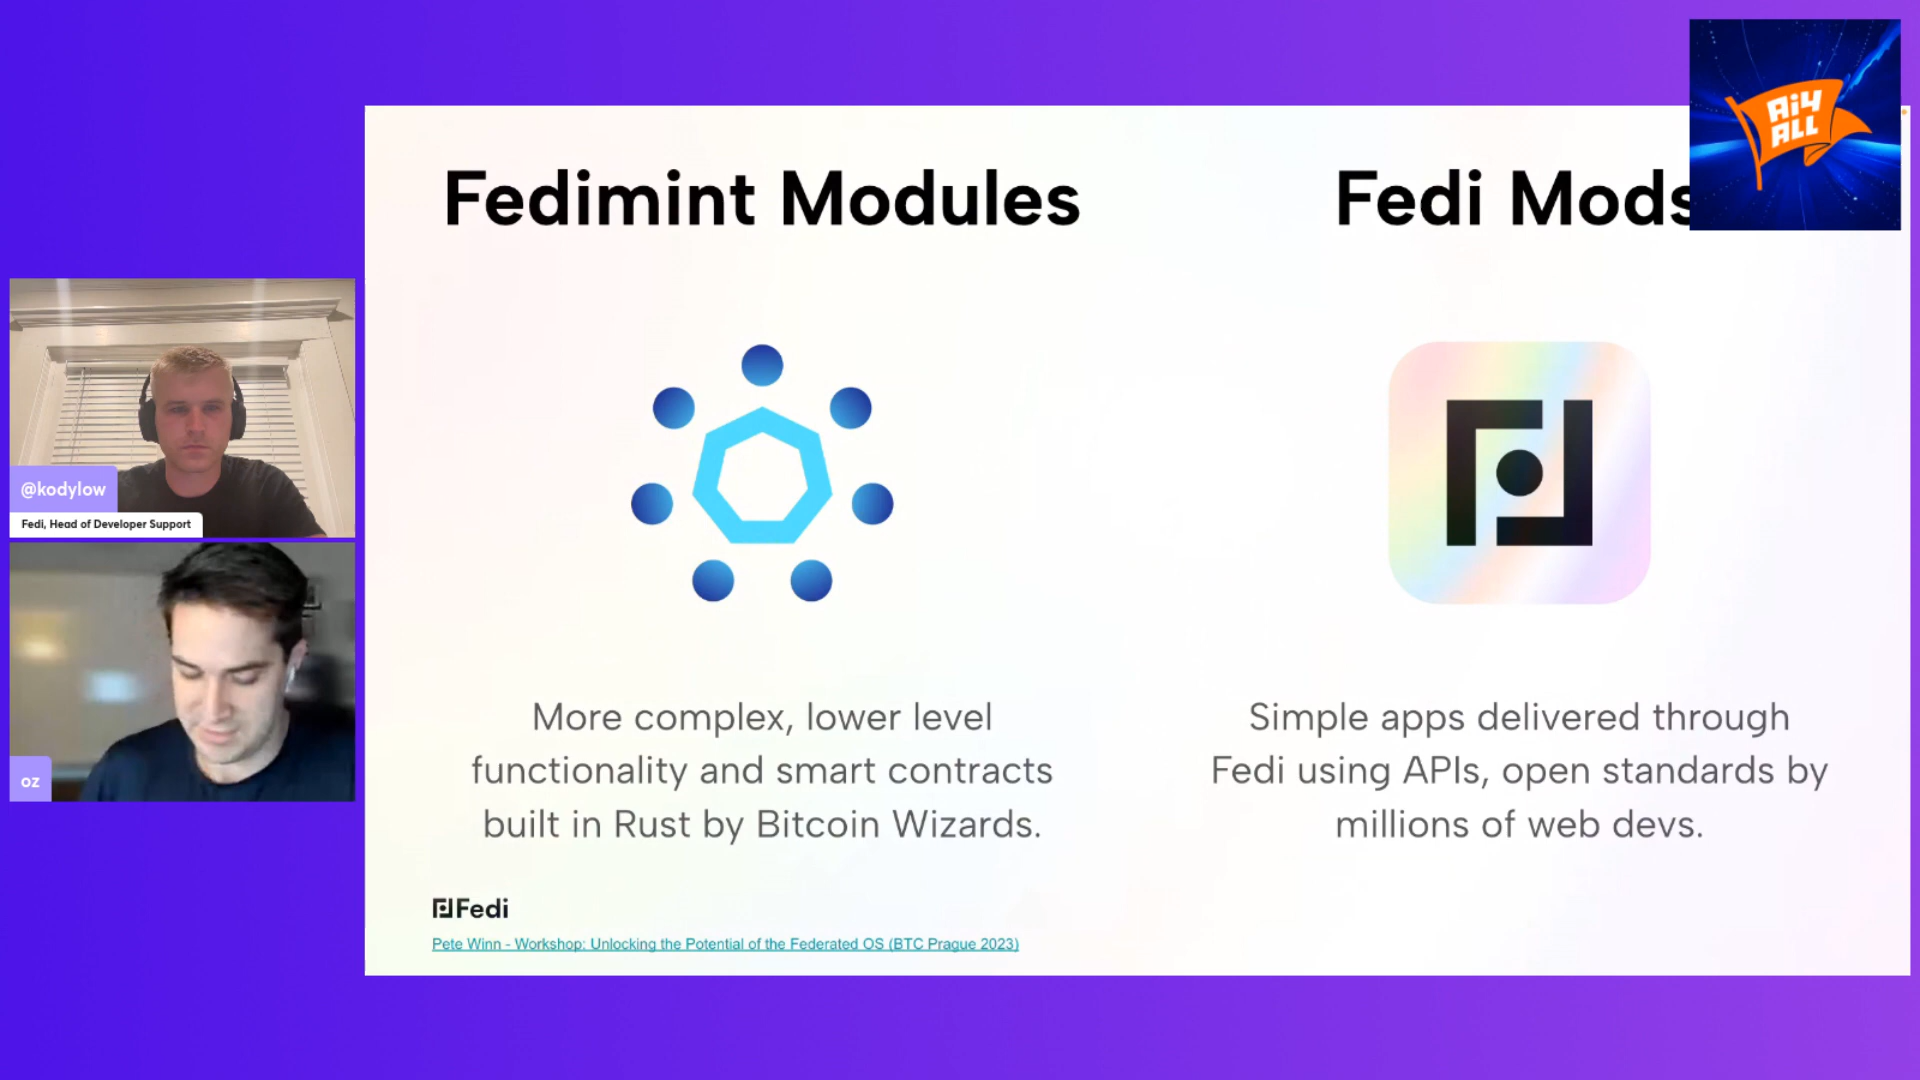 Fedimint Modules
Fedi Mods
Ai4
ALL
@kodylow
Fedi, Head of Developer Support
oz
More complex, lower level
functionality and smart contracts
built in Rust by Bitcoin Wizards.
Simple apps delivered through
Fedi using APIs, open standards by
millions of web devs.
Fedi
Pete Winn - Workshop: Unlocking the Potential of the Federated OS (BTC Prague 2023)